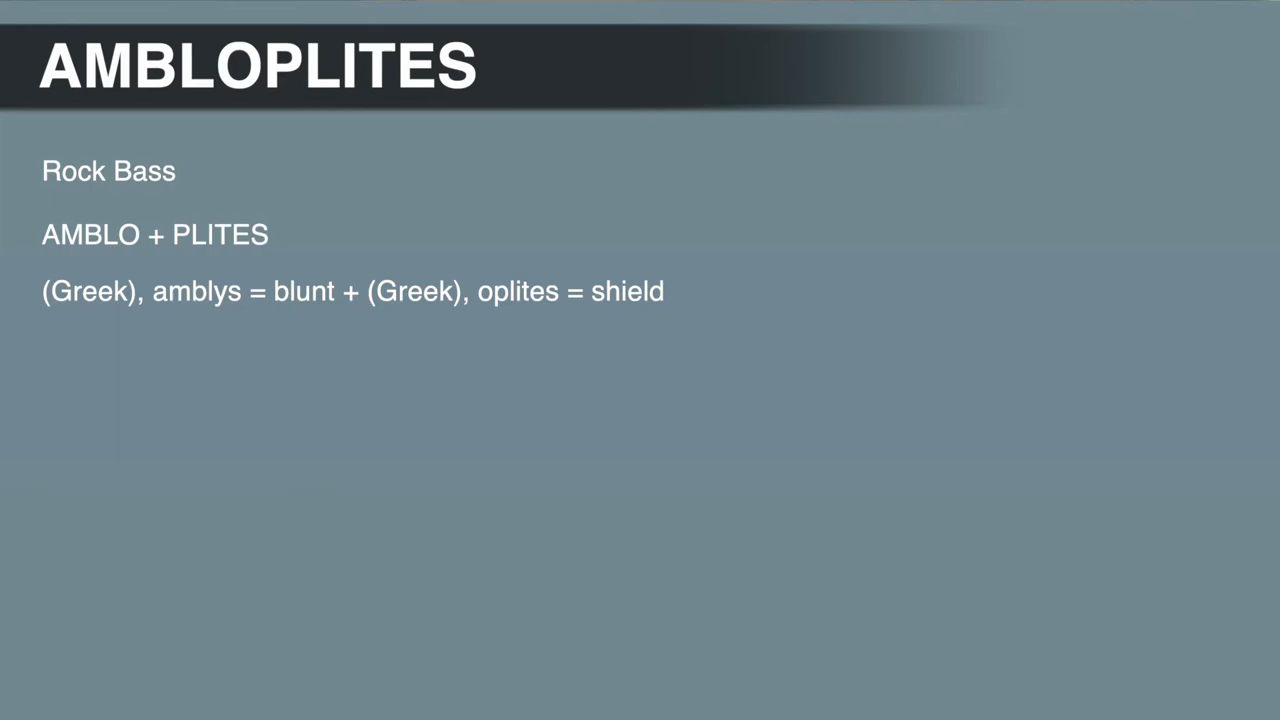 AMBLOPLITES
Rock Bass
AMBLO + PLITES
(Greek), amblys = blunt + (Greek), oplites = shield